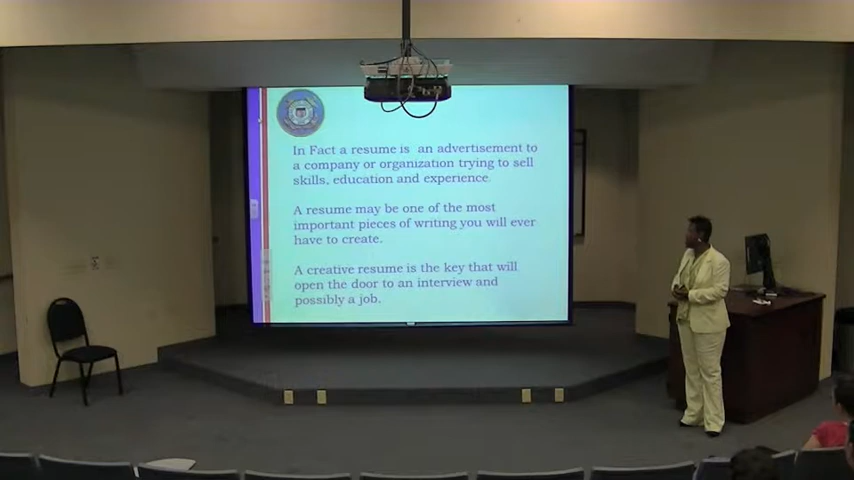 In Fact a resume is an advertisement to
a company or organization trying to sell
skills, education and experience.
A resume may be one of the most
important pieces of writing you will ever
have to create.
A creative resume is the key that will
open the door to an interview and
possibly a job.